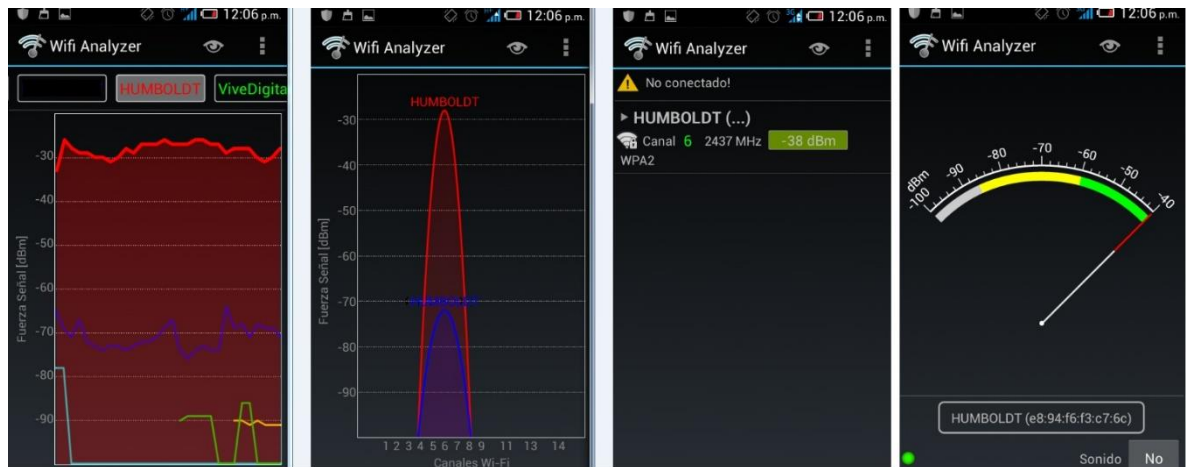 12:06 p.m.
Wifi Analyzer
HUMBOLDT
ViveDigita
-30
-40
-50
-60
-70
-80
-90
Fuerza Señal [dBm]
12:06 p.m.
Wifi Analyzer
HUMBOLDT
-30
-40
-50
-60
-70
HUMBOLDT
-80
-90
Fuerza Señal [dBm]
1 2 3 4 5 6 7 8 9 11 13 14
Canales Wi-Fi
3G 12:06 p.m.
Wifi Analyzer
No conectado!
HUMBOLDT (...)
Canal 6 2437 MHz -38 dBm
WPA2
12:06 p.m.
Wifi Analyzer
dBm
-100 -90 -80 -70 -60 -50 -40
HUMBOLDT (e8:94:f6:f3:c7:6c)
Sonido No